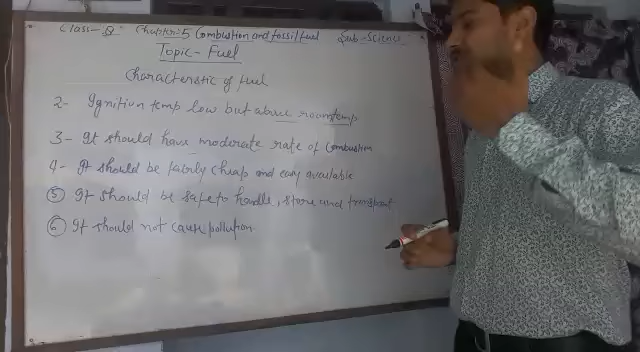 Class- 8 Chapter: 5 Combustion and fossil fuel Sub- Science
Topic- Fuel
Characteristic of fuel
2- Ignition temp low but above room temp
3- It should have moderate rate of combustion
4- It should be fairly cheap and easy available
5 It should be safe to handle, store and transport
6 It should not cause pollution